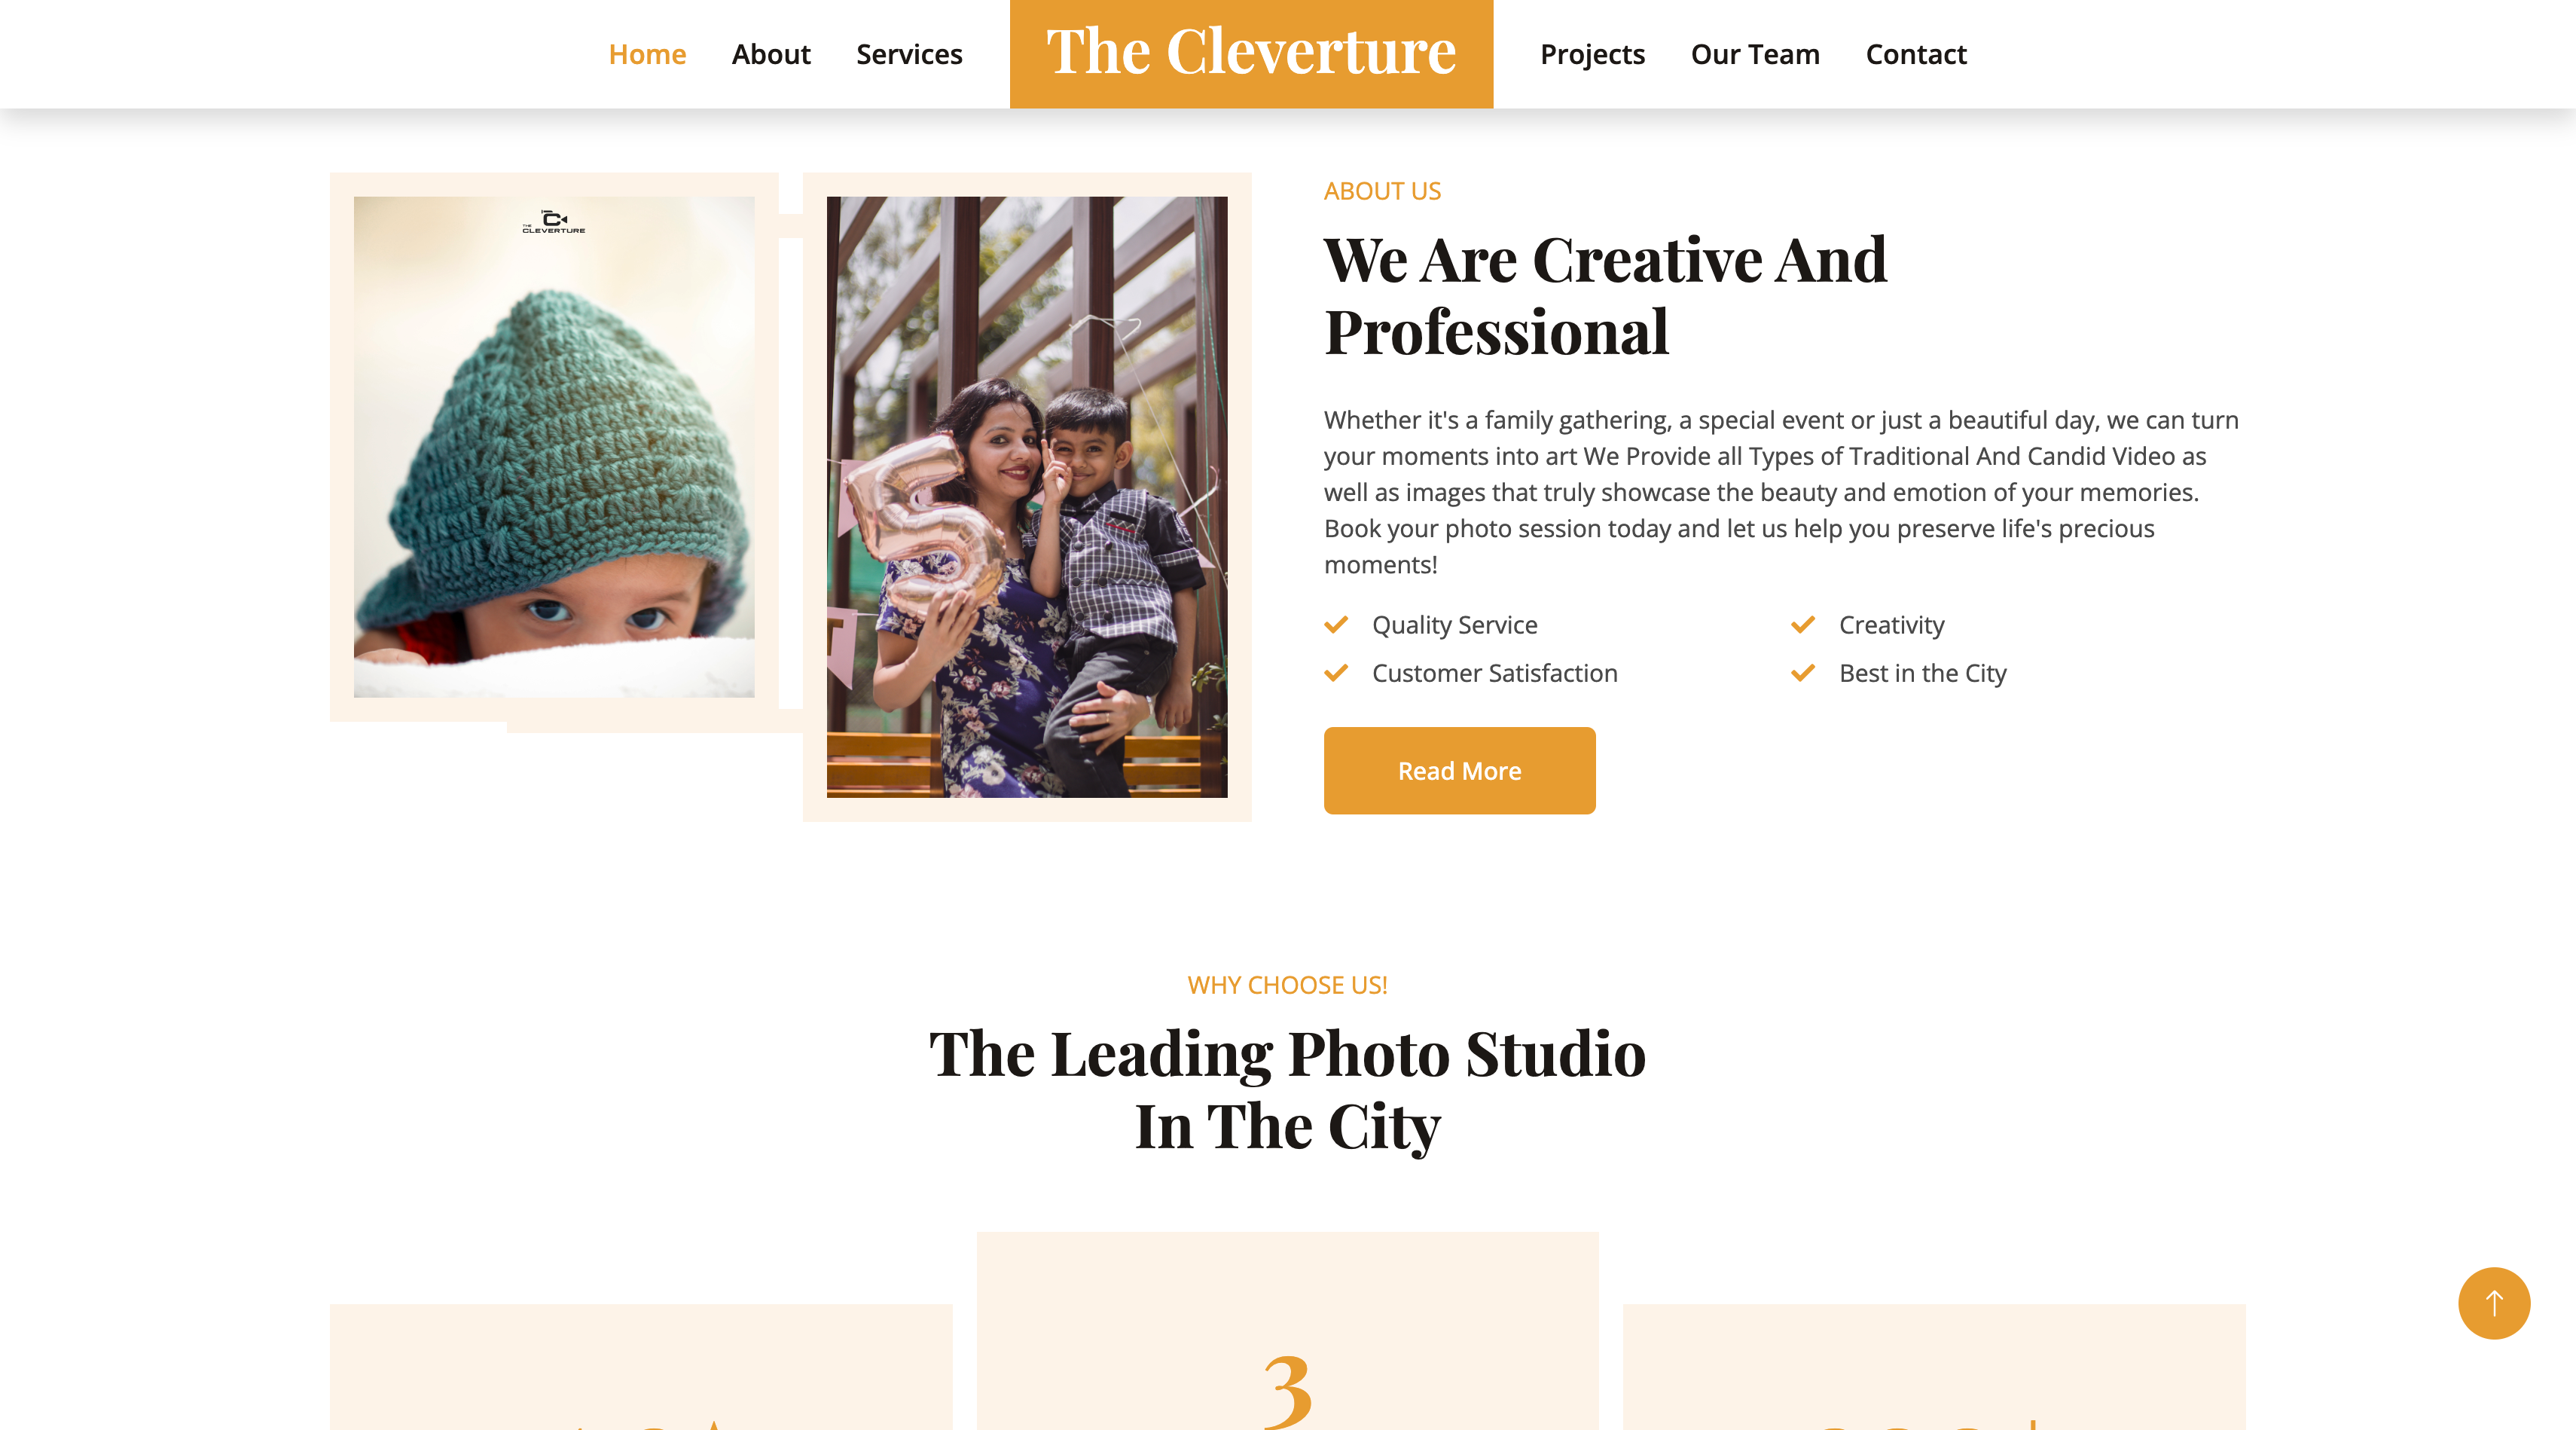 Home
About
Services
The Cleverture
Projects
Our Team
Contact
THE
CLEVERTURE
5
ABOUT US
We Are Creative And
Professional
Whether it's a family gathering, a special event or just a beautiful day, we can turn
your moments into art We Provide all Types of Traditional And Candid Video as
well as images that truly showcase the beauty and emotion of your memories.
Book your photo session today and let us help you preserve life's precious
moments!
Quality Service
Creativity
Customer Satisfaction
Best in the City
Read More
WHY CHOOSE US!
The Leading Photo Studio
In The City
3